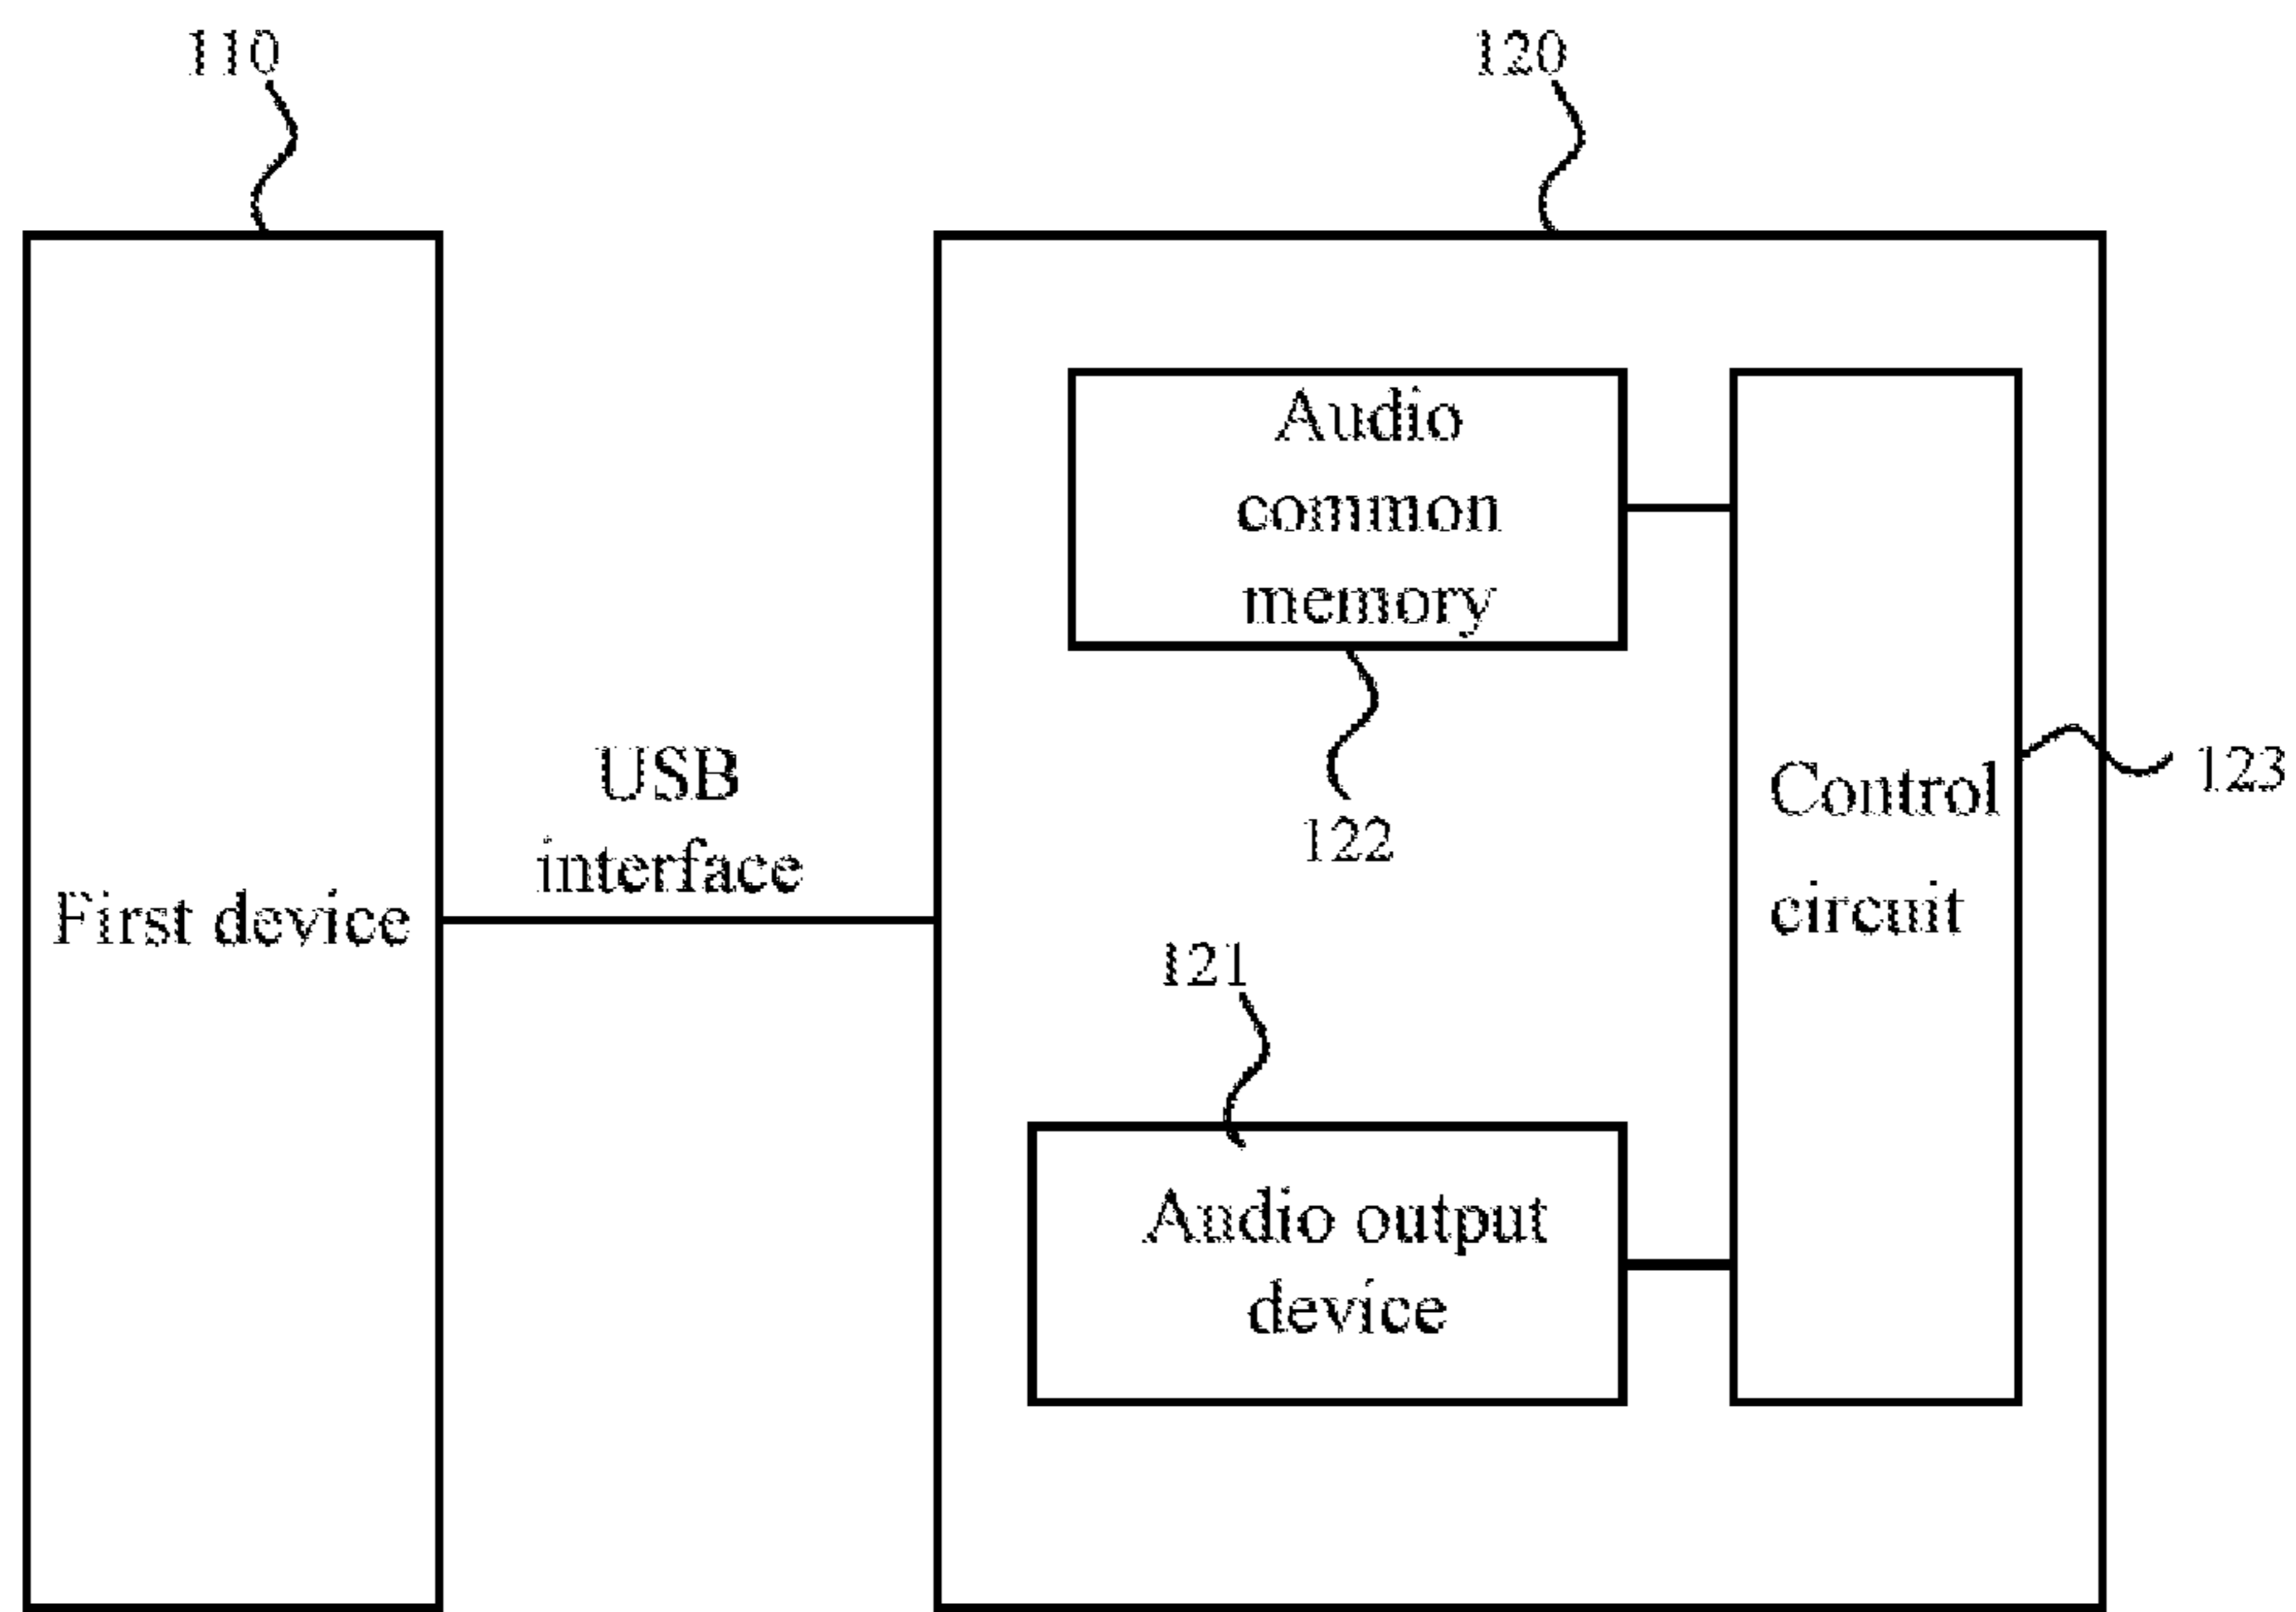 110
120
Audio
common
memory
122
USB
interface
First device
Control
circuit
123
121
Audio output
device